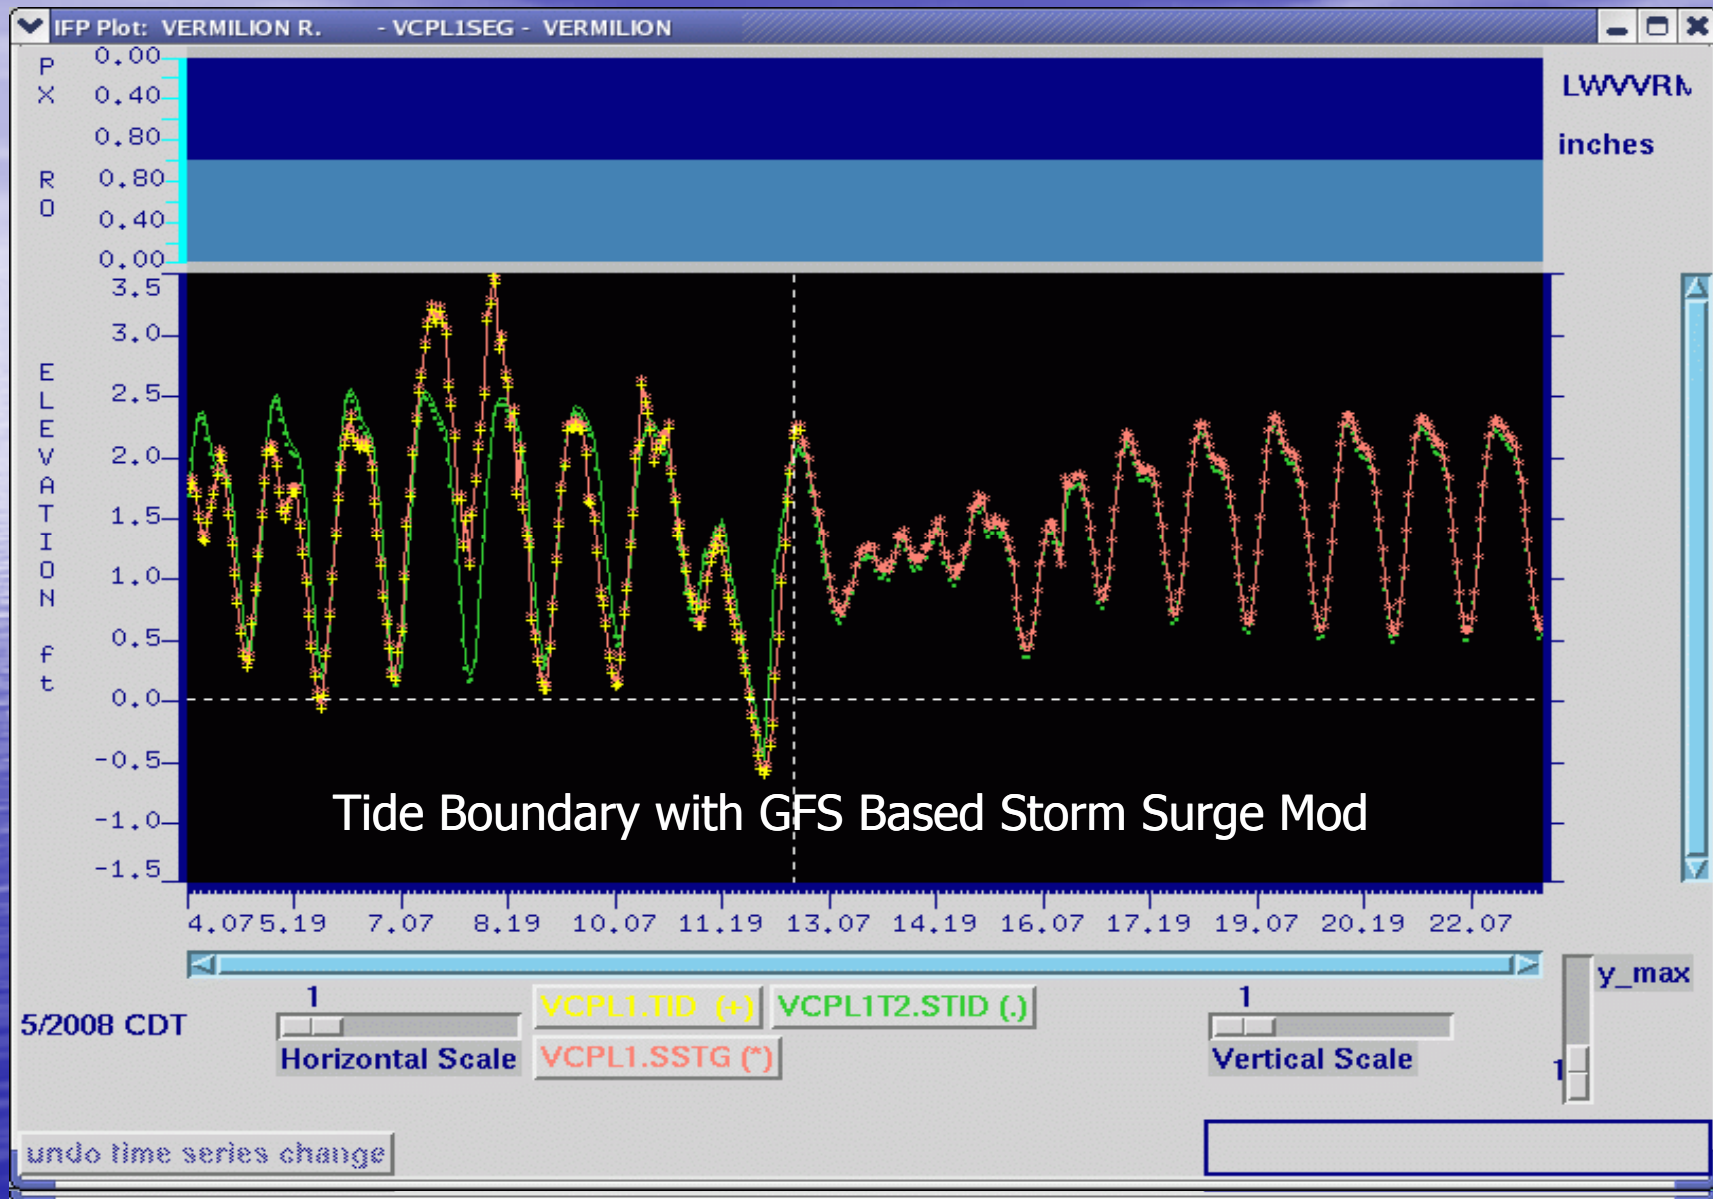 IFP Plot: VERMILION R. - VCPL1SEG - VERMILION
P
X
0.00
0.40
0.80
R
O
0.80
0.40
0.00
LWVVRM
inches
ELEVATION ft
3.5
3.0
2.5
2.0
1.5
1.0
0.5
0.0
-0.5
-1.0
-1.5
Tide Boundary with GFS Based Storm Surge Mod
4.07 5.19 7.07 8.19 10.07 11.19 13.07 14.19 16.07 17.19 19.07 20.19 22.07
5/2008 CDT
1
Horizontal Scale
VCPL1.TID (+) VCPL1T2.STID (.)
VCPL1.SSTG (*)
1
Vertical Scale
y_max
1
undo time series change